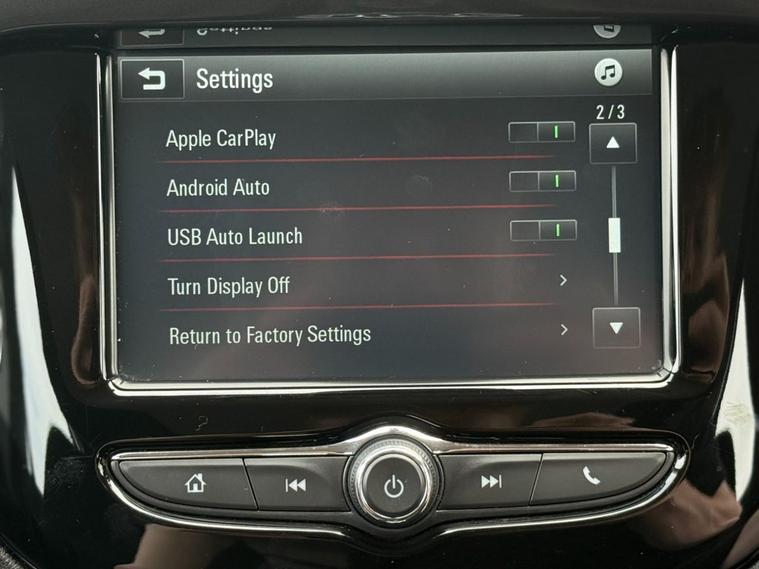 Settings
2/3
Apple CarPlay
Android Auto
USB Auto Launch
Turn Display Off
Return to Factory Settings